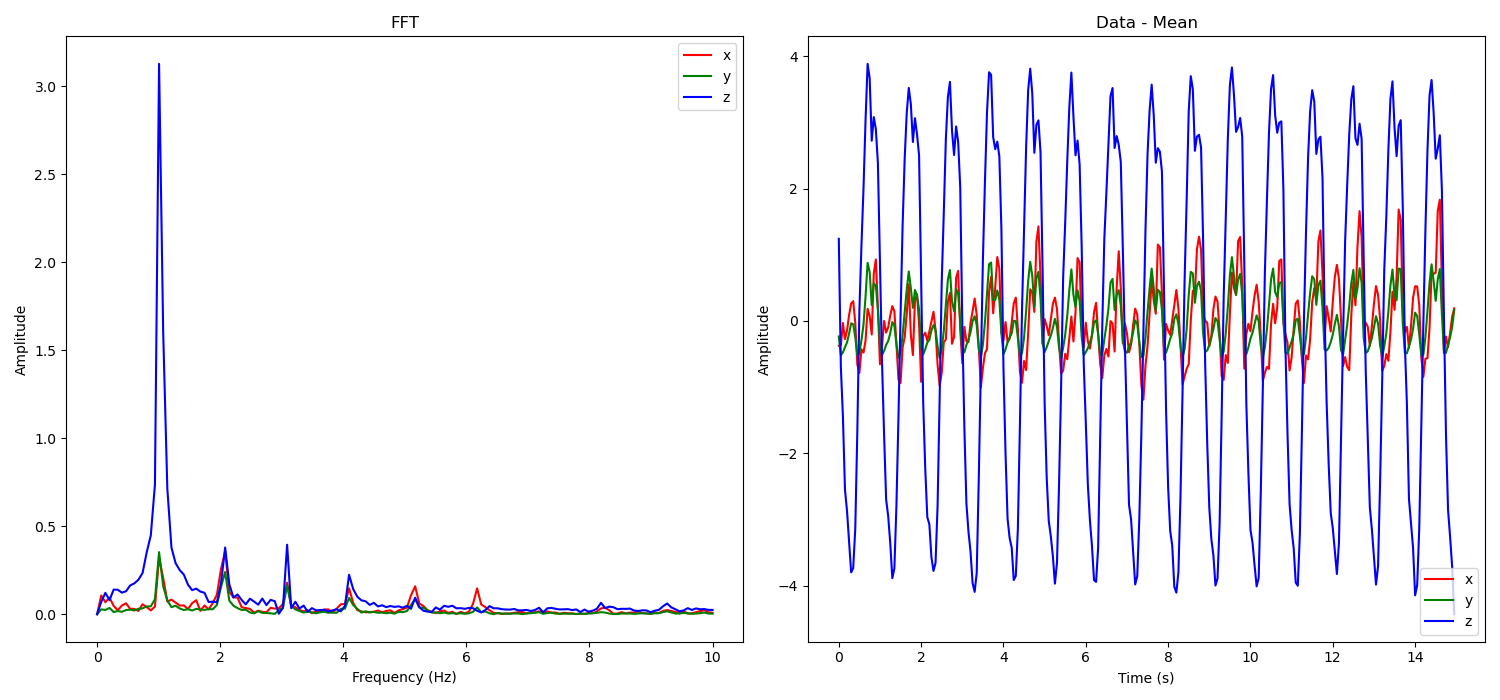 FFT
Amplitude
3.0
2.5
2.0
1.5
1.0
0.5
0.0
0 2 4 6 8 10
Frequency (Hz)
x
y
z
Data - Mean
Amplitude
4
2
0
−2
−4
0 2 4 6 8 10 12 14
Time (s)
x
y
z